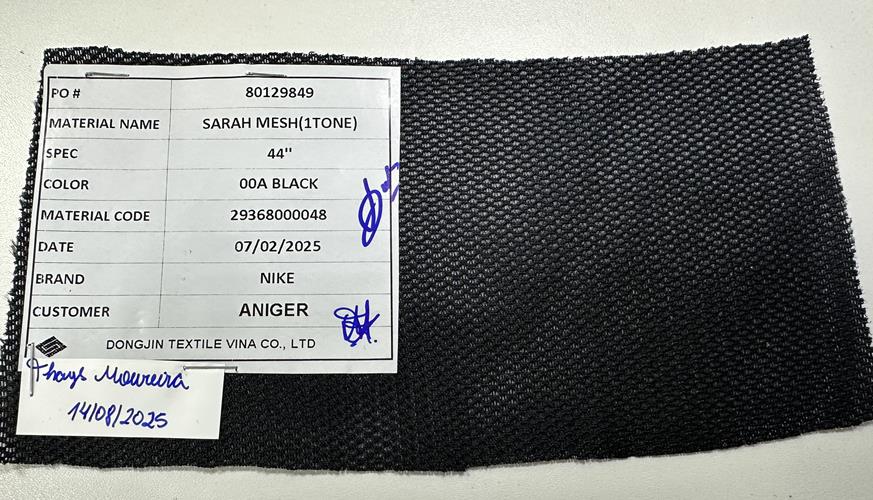 PO # 80129849
MATERIAL NAME SARAH MESH(1TONE)
SPEC 44"
COLOR 00A BLACK
MATERIAL CODE 29368000048
DATE 07/02/2025
BRAND NIKE
CUSTOMER ANIGER
DONGJIN TEXTILE VINA CO., LTD
Thays Moureira
14/08/2025